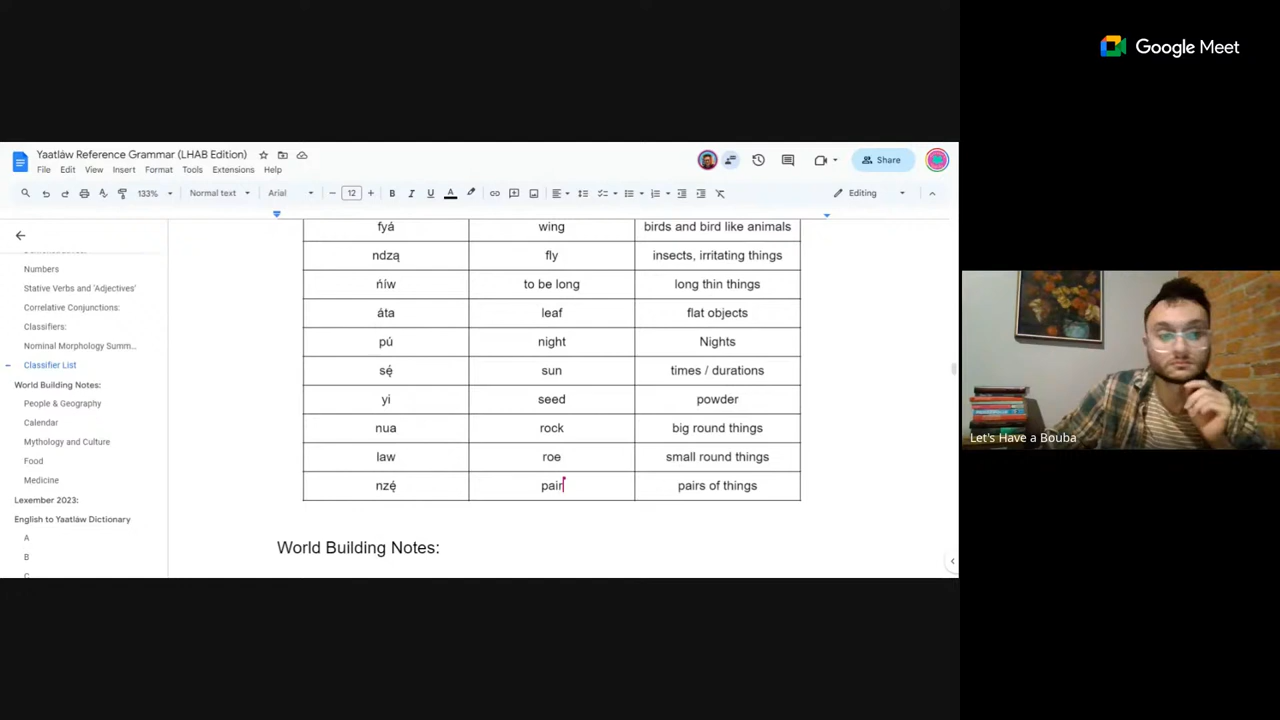 Google Meet
Yaatláw Reference Grammar (LHAB Edition)
File Edit View Insert Format Tools Extensions Help
Share
133% Normal text Arial 12 B I U A Editing
Numbers
Stative Verbs and 'Adjectives'
Correlative Conjunctions:
Classifiers:
Nominal Morphology Summ...
Classifier List
World Building Notes:
People & Geography
Calendar
Mythology and Culture
Food
Medicine
Lexember 2023:
English to Yaatláw Dictionary
A
B
fyá wing birds and bird like animals
ndzą fly insects, irritating things
ńíw to be long long thin things
áta leaf flat objects
pú night Nights
sę́ sun times / durations
yi seed powder
nua rock big round things
law roe small round things
nzę́ pair pairs of things
World Building Notes:
Let's Have a Bouba